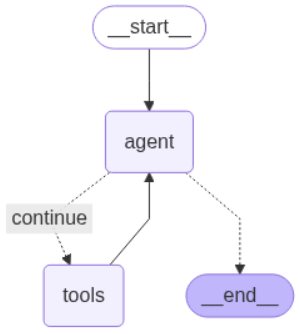 __start__
agent
continue
tools
__end__